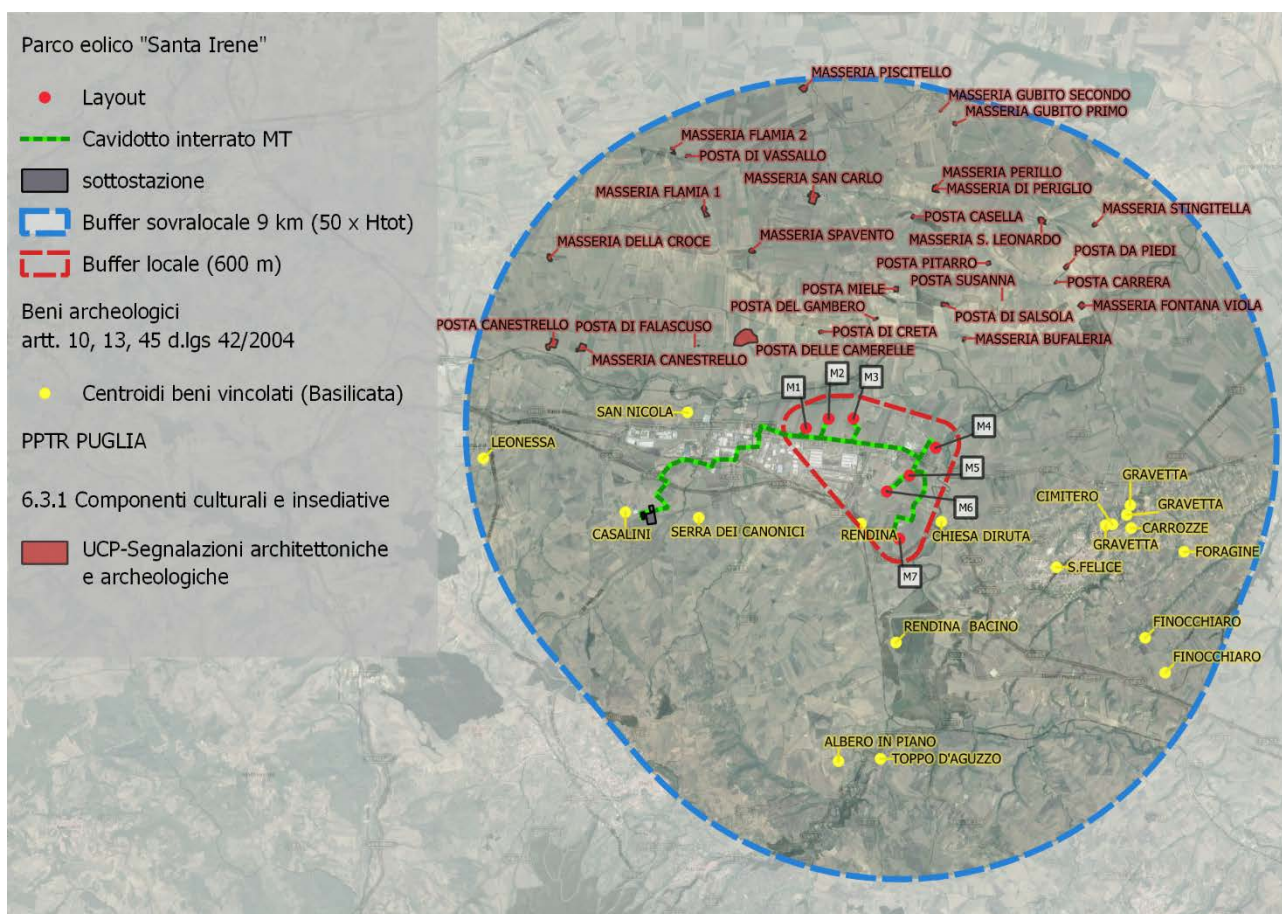 Parco eolico "Santa Irene"
Layout
Cavidotto interrato MT
sottostazione
Buffer sovralocale 9 km (50 x Htot)
Buffer locale (600 m)
Beni archeologici
artt. 10, 13, 45 d.lgs 42/2004
Centroidi beni vincolati (Basilicata)
PPTR PUGLIA
6.3.1 Componenti culturali e insediative
UCP-Segnalazioni architettoniche
e archeologiche
MASSERIA PISCITELLO
MASSERIA GUBITO SECONDO
MASSERIA GUBITO PRIMO
MASSERIA FLAMIA 2
POSTA DI VASSALLO
MASSERIA SAN CARLO
MASSERIA PERILLO
MASSERIA DI PERIGLIO
MASSERIA FLAMIA 1
POSTA CASELLA
MASSERIA STINGITELLA
MASSERIA DELLA CROCE
MASSERIA SPAVENTO
MASSERIA S. LEONARDO
POSTA DA PIEDI
POSTA PITARRO
POSTA SUSANNA
POSTA CARRERA
POSTA MIELE
POSTA DEL GAMBERO
POSTA DI SALSOLA
MASSERIA FONTANA VIOLA
POSTA CANESTRELLO
POSTA DI FALASCUSO
POSTA DI CRETA
MASSERIA BUFALERIA
MASSERIA CANESTRELLO
POSTA DELLE CAMERELLE
M1
M2
M3
SAN NICOLA
M4
LEONESSA
M5
GRAVETTA
CIMITERO
GRAVETTA
M6
CASALINI
SERRA DEI CANONICI
RENDINA
CHIESA DIRUTA
CARROZZE
GRAVETTA
FORAGINE
S.FELICE
M7
RENDINA BACINO
FINOCCHIARO
FINOCCHIARO
ALBERO IN PIANO
TOPPO D'AGUZZO